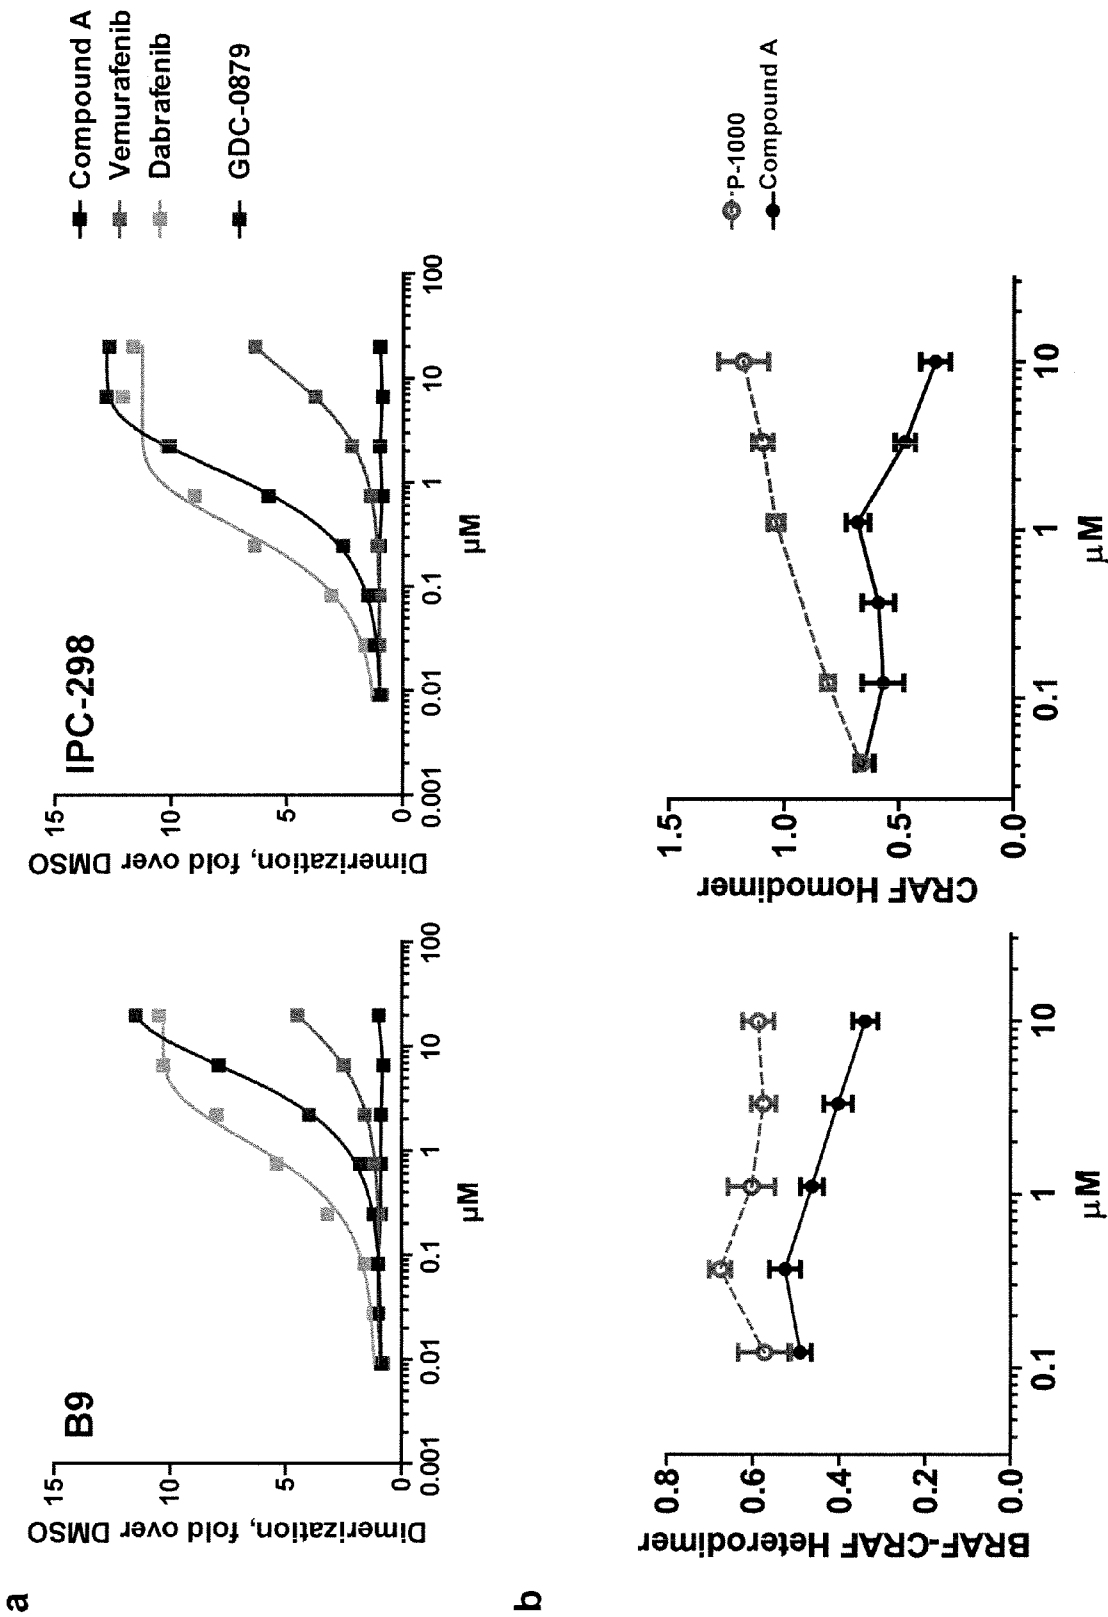 a
B9
Dimerization, fold over DMSO
15
10
5
0
0.001
0.01
0.1
1
10
100
µM
IPC-298
Dimerization, fold over DMSO
15
10
5
0
0.001
0.01
0.1
1
10
100
µM
Compound A
Vemurafenib
Dabrafenib
GDC-0879
b
BRAF-CRAF Heterodimer
0.8
0.6
0.4
0.2
0.0
0.1
1
10
µM
CRAF Homodimer
1.5
1.0
0.5
0.0
0.1
1
10
µM
P-1000
Compound A